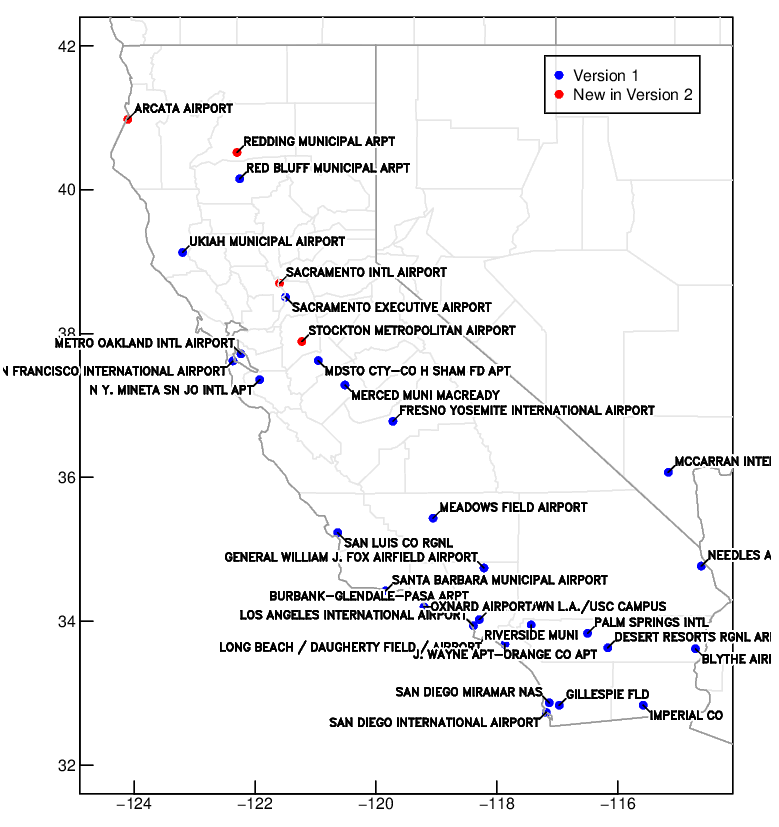 42
Version 1
New in Version 2
ARCATA AIRPORT
REDDING MUNICIPAL ARPT
RED BLUFF MUNICIPAL ARPT
40
UKIAH MUNICIPAL AIRPORT
SACRAMENTO INTL AIRPORT
SACRAMENTO EXECUTIVE AIRPORT
38
STOCKTON METROPOLITAN AIRPORT
METRO OAKLAND INTL AIRPORT
N FRANCISCO INTERNATIONAL AIRPORT
MDSTO CTY-CO H SHAM FD APT
N Y. MINETA SN JO INTL APT
MERCED MUNI MACREADY
FRESNO YOSEMITE INTERNATIONAL AIRPORT
MCCARRAN INTE
36
MEADOWS FIELD AIRPORT
SAN LUIS CO RGNL
GENERAL WILLIAM J. FOX AIRFIELD AIRPORT
NEEDLES A
SANTA BARBARA MUNICIPAL AIRPORT
BURBANK-GLENDALE-PASA ARPT
OXNARD AIRPORT WN L.A./USC CAMPUS
LOS ANGELES INTERNATIONAL AIRPORT
34
PALM SPRINGS INTL
RIVERSIDE MUNI
DESERT RESORTS RGNL AR
LONG BEACH / DAUGHERTY FIELD / AIRPORT
J. WAYNE APT-ORANGE CO APT
BLYTHE AIR
SAN DIEGO MIRAMAR NAS
GILLESPIE FLD
SAN DIEGO INTERNATIONAL AIRPORT
IMPERIAL CO
32
-124
-122
-120
-118
-116